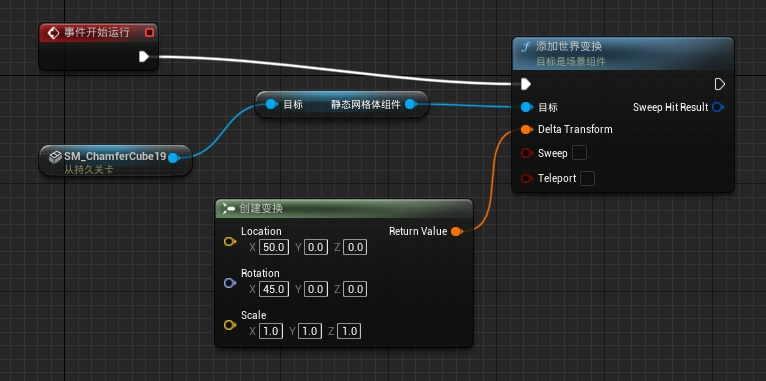 事件开始运行
添加世界变换
目标是场景组件
目标 静态网格体组件
目标 Sweep Hit Result
Delta Transform
Sweep
Teleport
SM_ChamferCube19
从持久关卡
创建变换
Location Return Value
X 50.0 Y 0.0 Z 0.0
Rotation
X 45.0 Y 0.0 Z 0.0
Scale
X 1.0 Y 1.0 Z 1.0